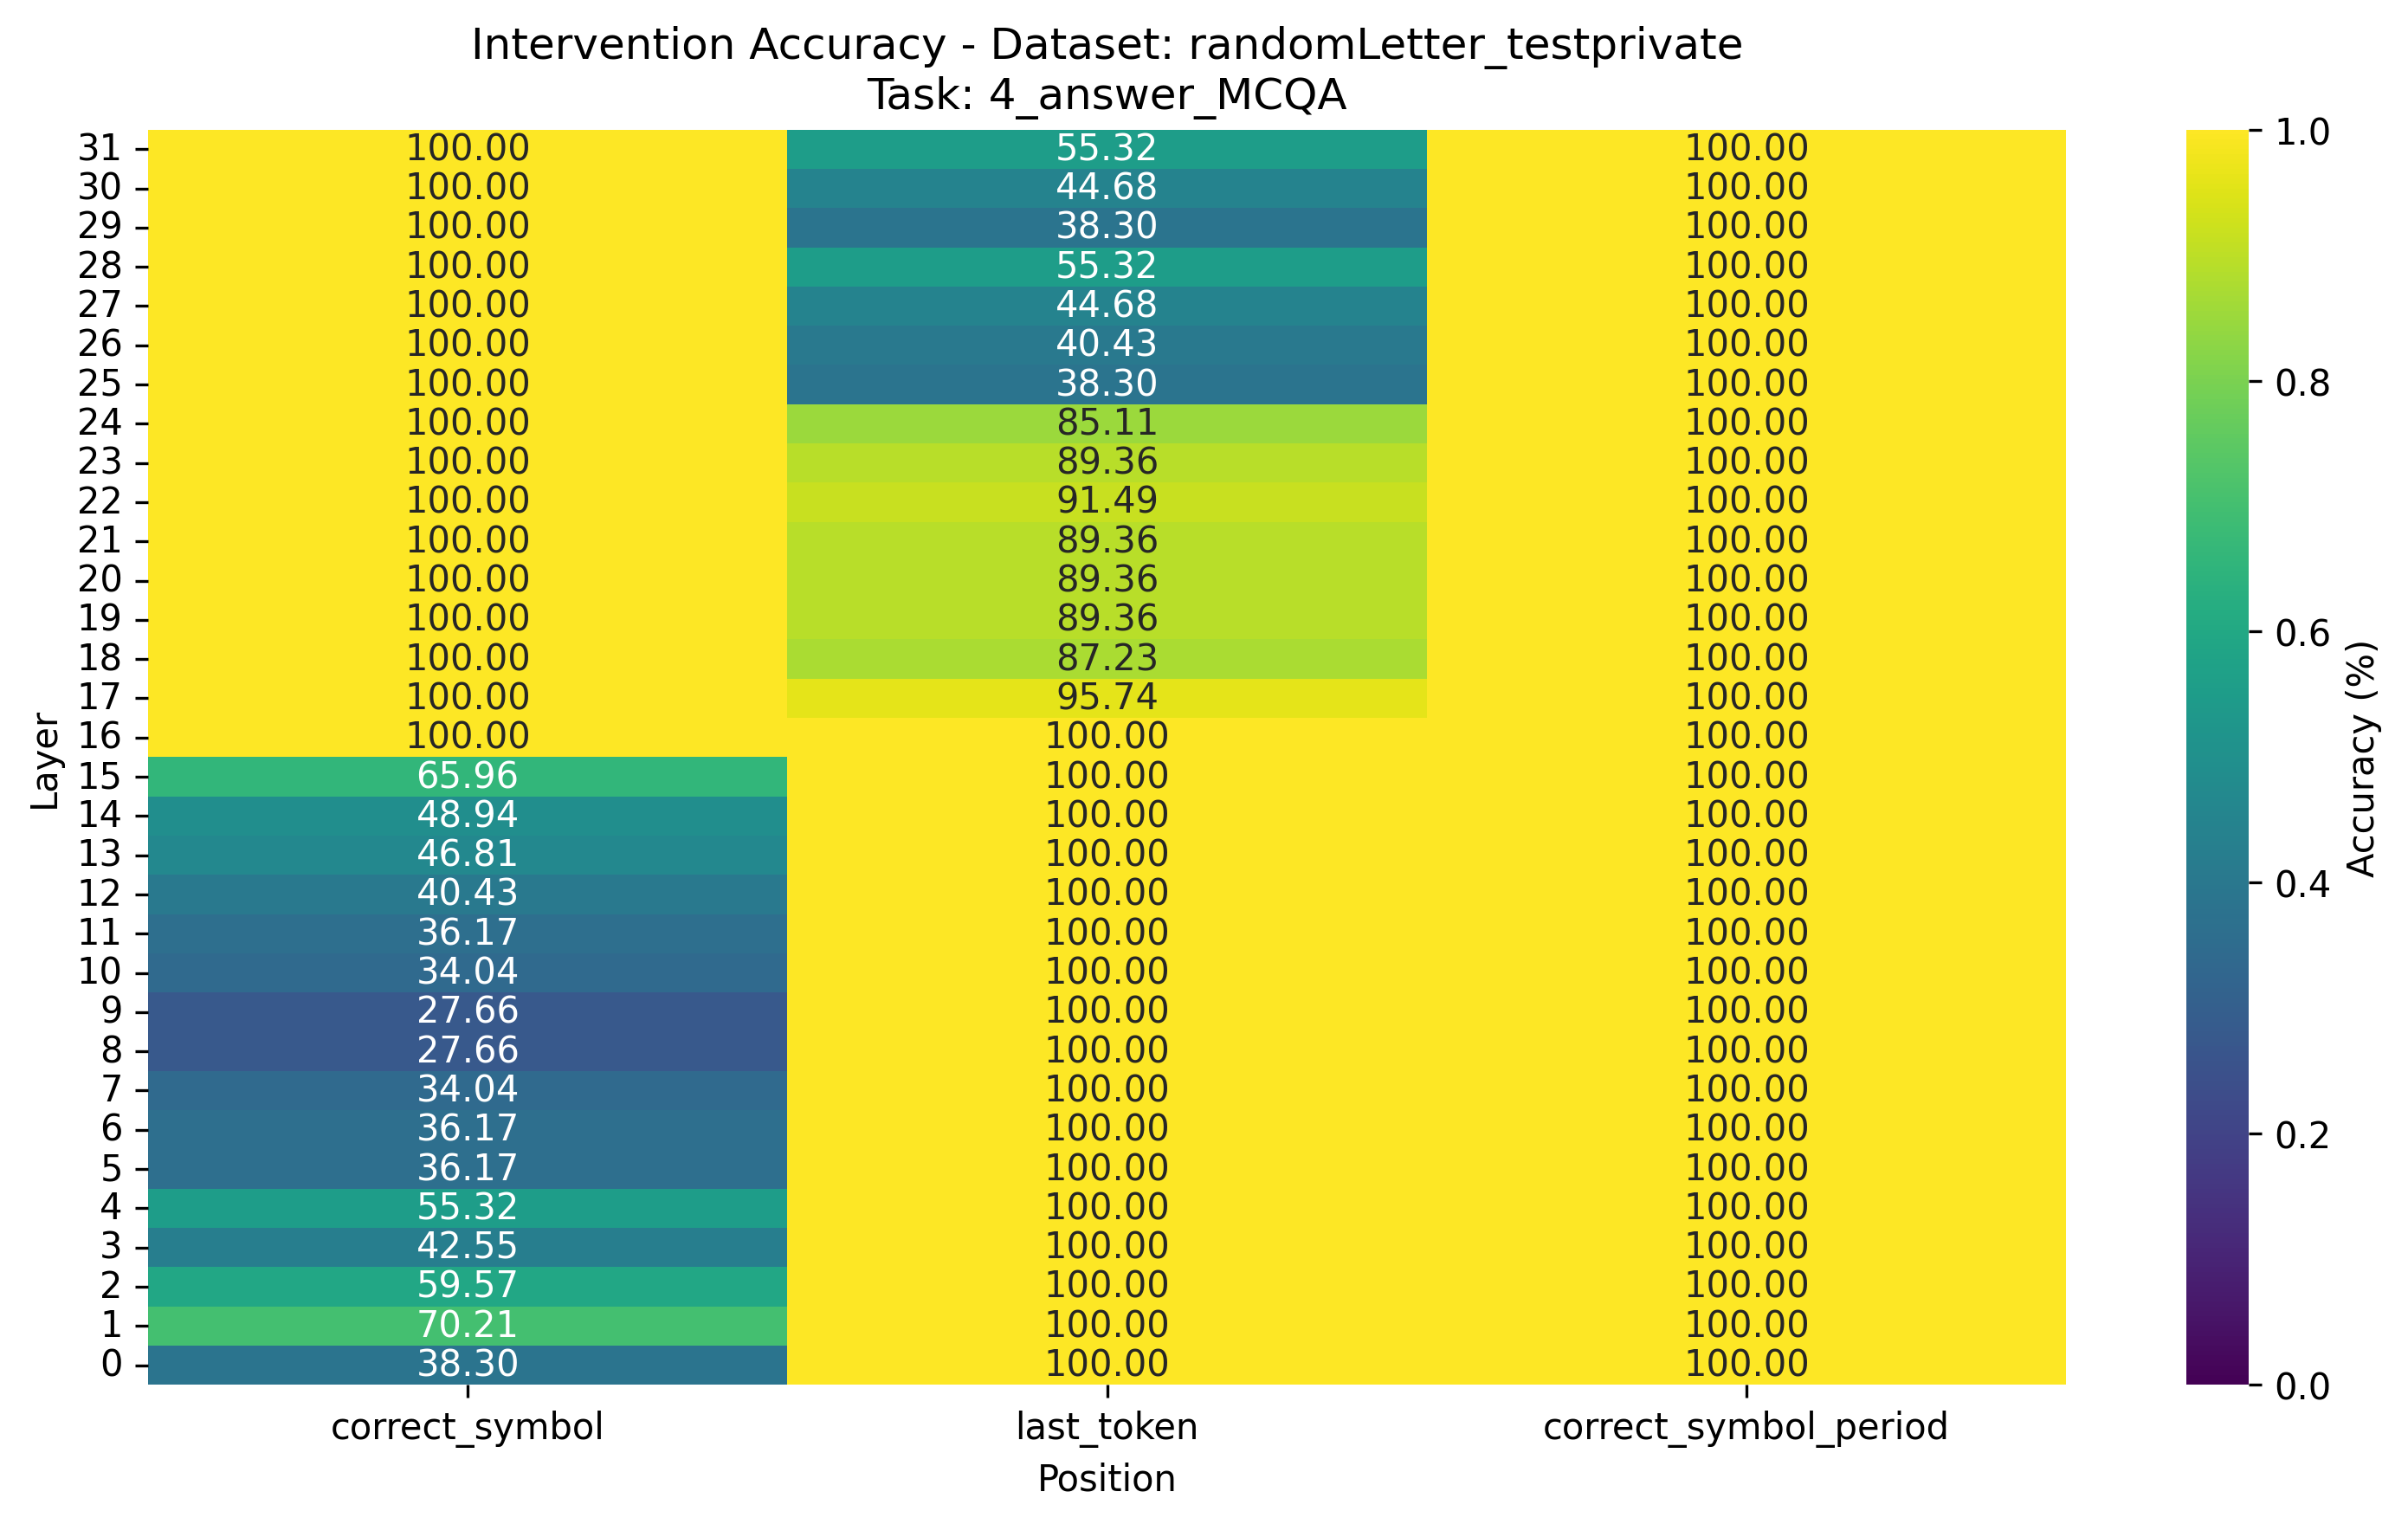 Intervention Accuracy - Dataset: randomLetter_testprivate
Task: 4_answer_MCQA
31 100.00 55.32 100.00
30 100.00 44.68 100.00
29 100.00 38.30 100.00
28 100.00 55.32 100.00
27 100.00 44.68 100.00
26 100.00 40.43 100.00
25 100.00 38.30 100.00
24 100.00 85.11 100.00
23 100.00 89.36 100.00
22 100.00 91.49 100.00
21 100.00 89.36 100.00
20 100.00 89.36 100.00
19 100.00 89.36 100.00
18 100.00 87.23 100.00
17 100.00 95.74 100.00
16 100.00 100.00 100.00
15 65.96 100.00 100.00
14 48.94 100.00 100.00
13 46.81 100.00 100.00
12 40.43 100.00 100.00
11 36.17 100.00 100.00
10 34.04 100.00 100.00
9 27.66 100.00 100.00
8 27.66 100.00 100.00
7 34.04 100.00 100.00
6 36.17 100.00 100.00
5 36.17 100.00 100.00
4 55.32 100.00 100.00
3 42.55 100.00 100.00
2 59.57 100.00 100.00
1 70.21 100.00 100.00
0 38.30 100.00 100.00
correct_symbol last_token correct_symbol_period
Position
Layer
1.0
0.8
0.6
0.4
0.2
0.0
Accuracy (%)